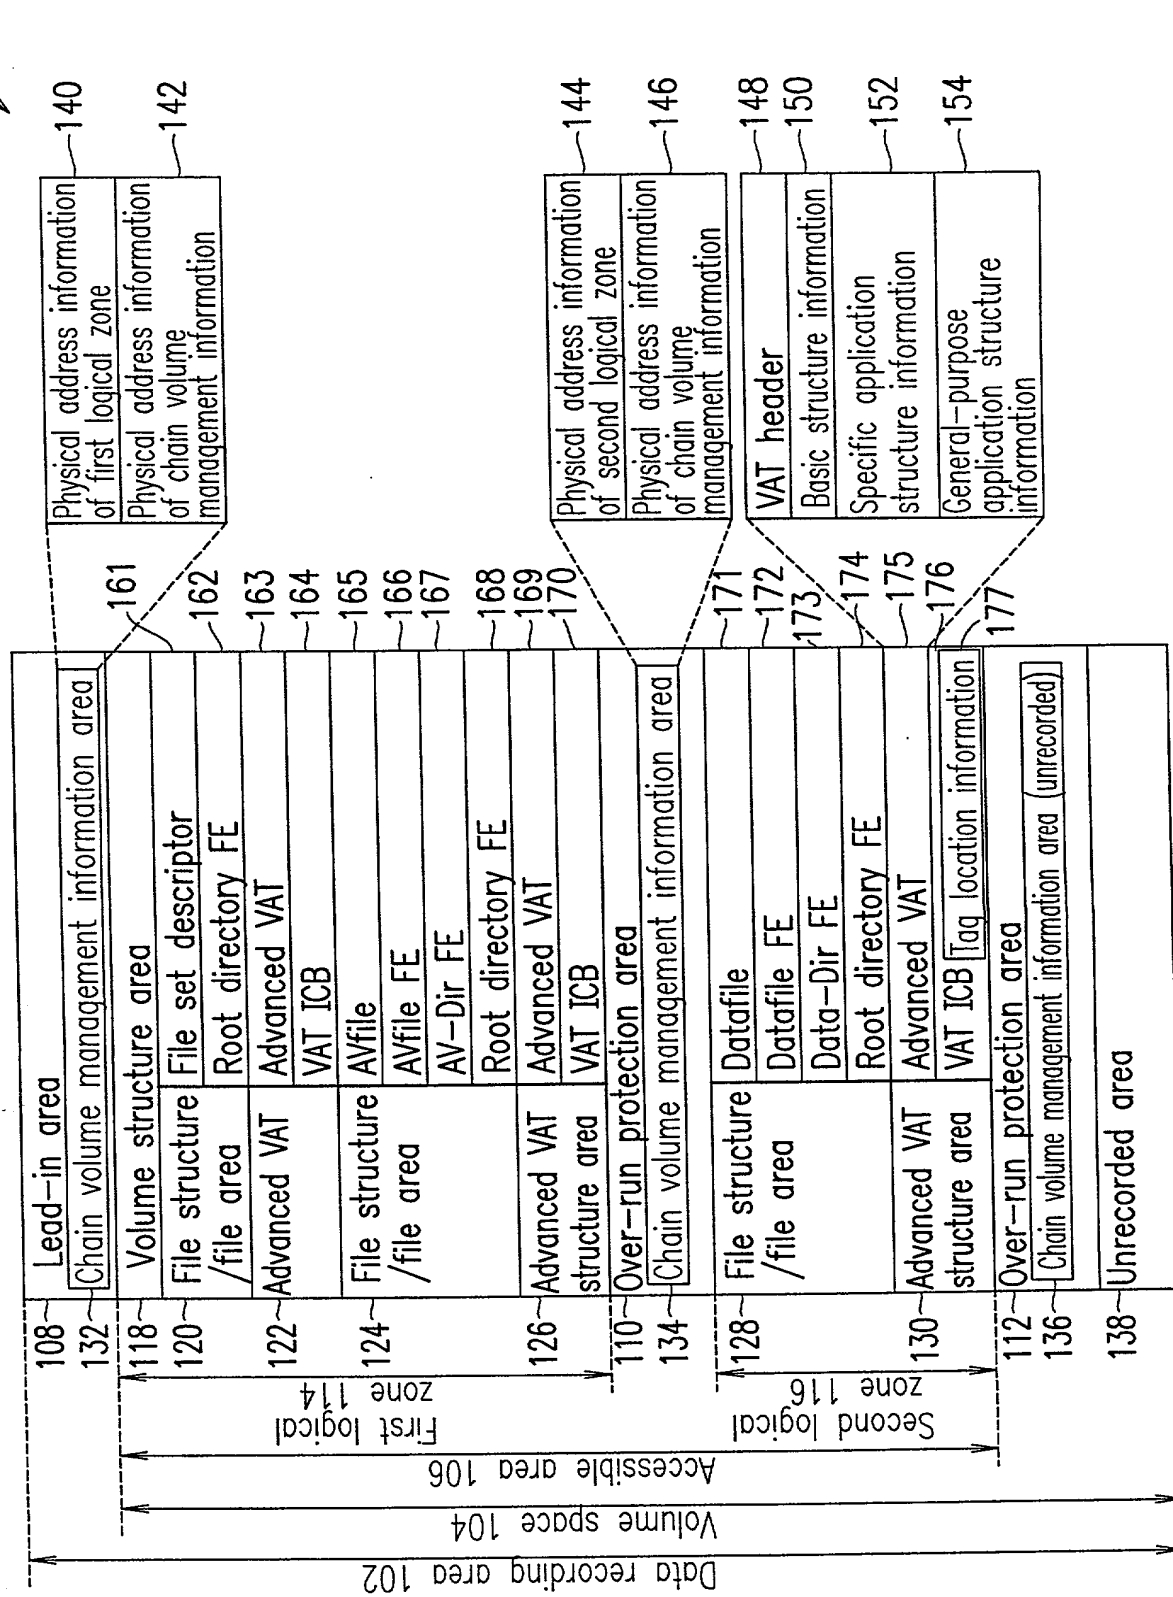 Data recording area 102
Volume space 104
Accessible area 106
First logical
zone 114
Second logical
zone 116
108
Lead-in area
132
Chain volume management information area
118
Volume structure area
120
File structure
/file area
File set descriptor
161
Root directory FE
162
122
Advanced VAT
Advanced VAT
163
VAT ICB
164
124
File structure
/file area
AVfile
165
AVfile FE
166
AV-Dir FE
167
Root directory FE
168
126
Advanced VAT
structure area
Advanced VAT
169
VAT ICB
170
110
Over-run protection area
134
Chain volume management information area
128
File structure
/file area
Datafile
171
Datafile FE
172
Data-Dir FE
173
Root directory FE
174
130
Advanced VAT
structure area
Advanced VAT
175
VAT ICB
176
Tag location information
177
112
Over-run protection area
136
Chain volume management information area (unrecorded)
138
Unrecorded area
Physical address information
of first logical zone
140
Physical address information
of chain volume
management information
142
Physical address information
of second logical zone
144
Physical address information
of chain volume
management information
146
VAT header
148
Basic structure information
150
Specific application
structure information
152
General-purpose
application structure
information
154